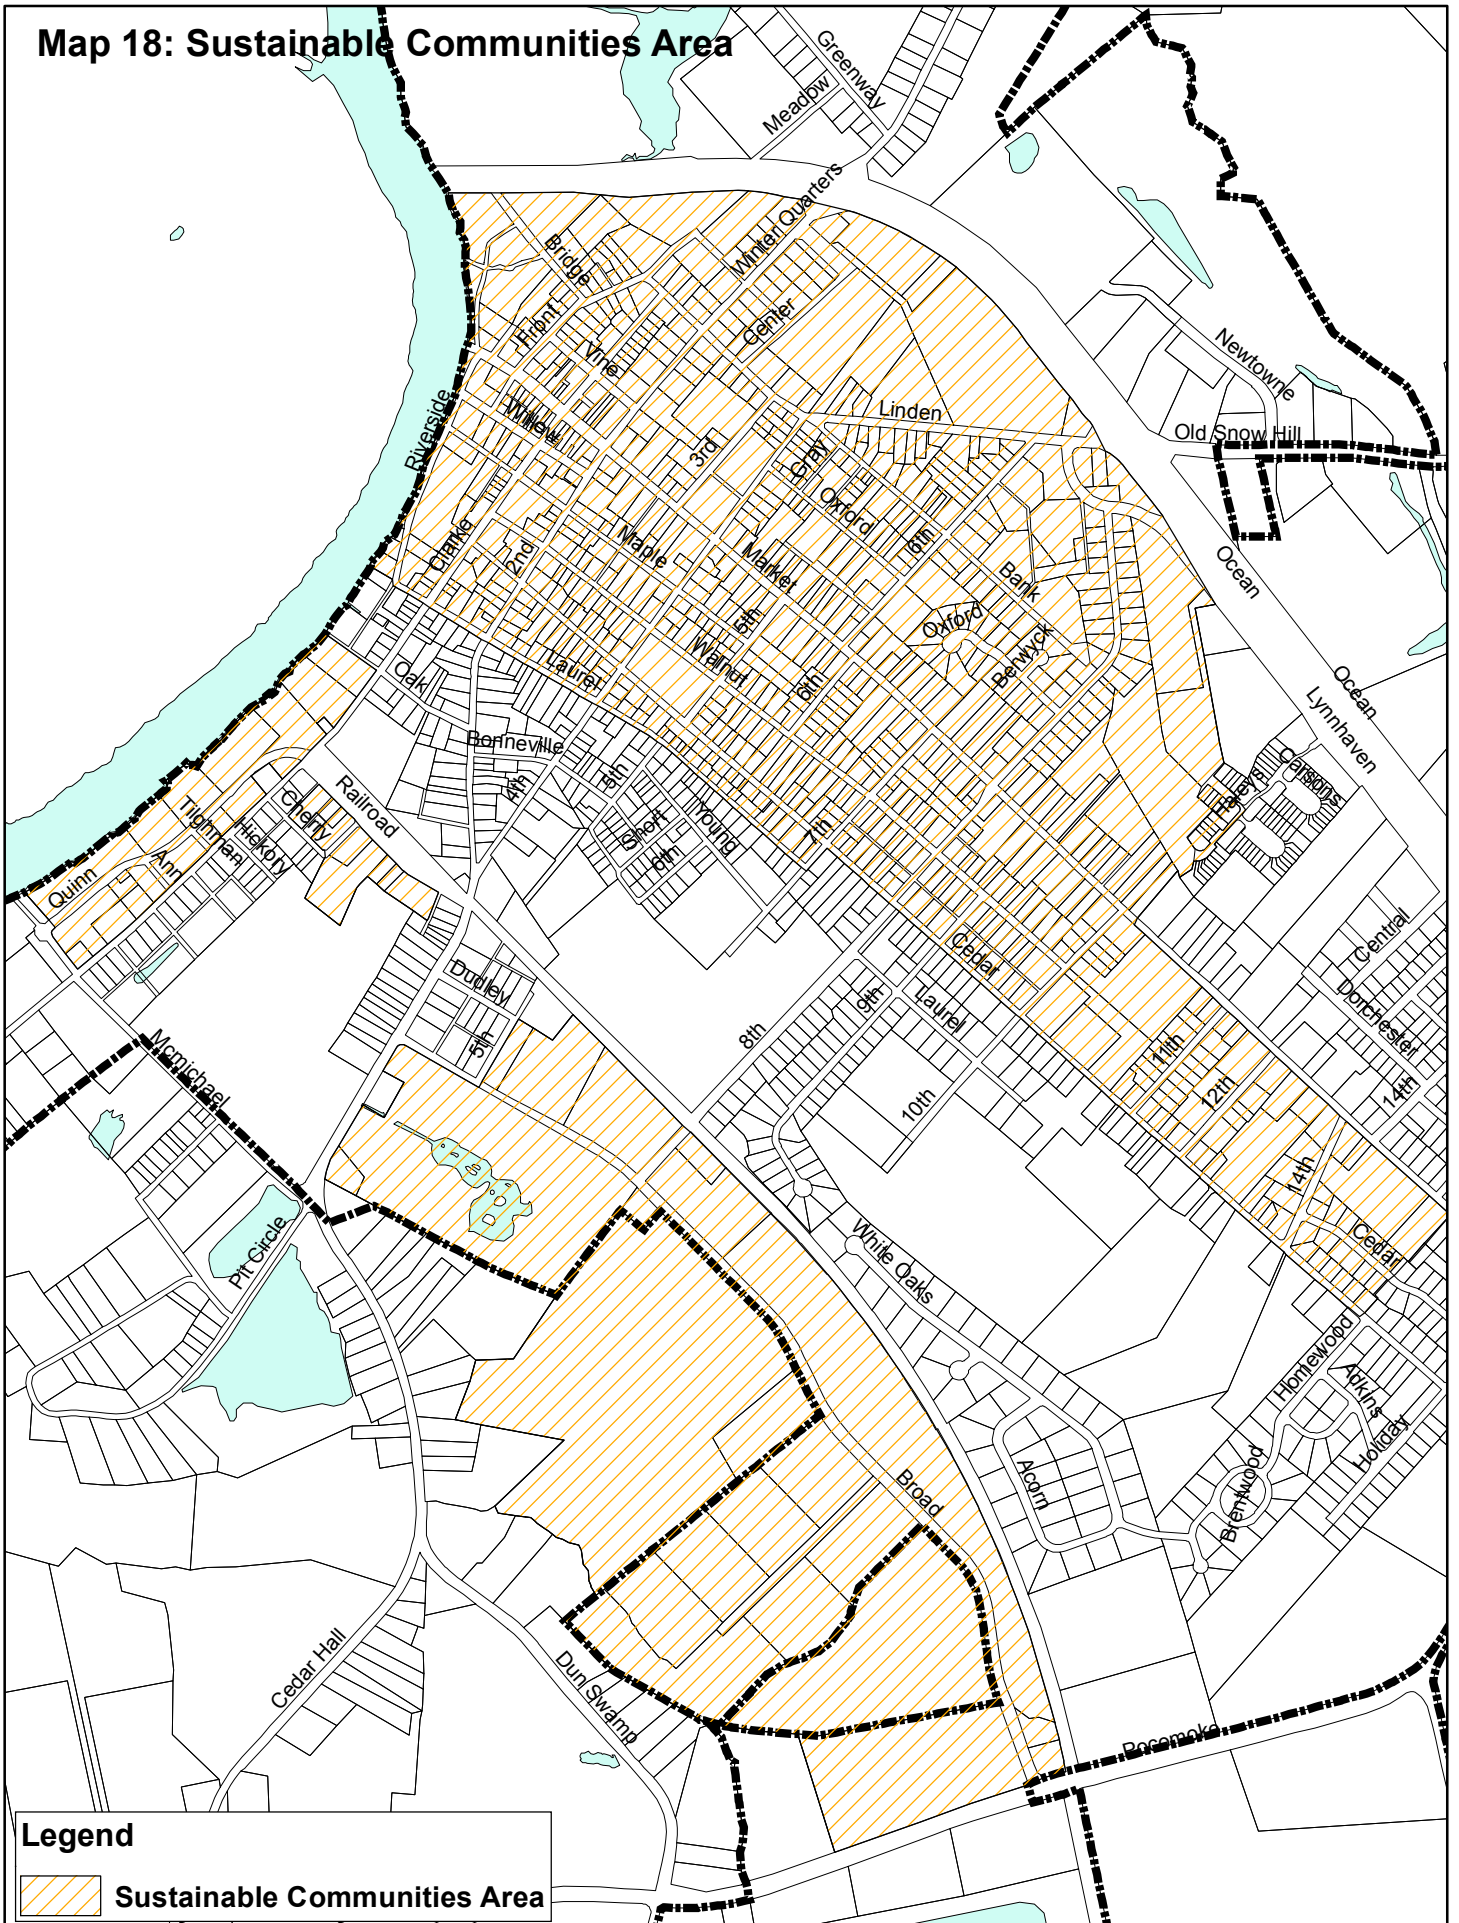 Map 18: Sustainable Communities Area
Greenway
Meadow
Winter Quarters
Bridge
Front
Center
Vine
Newtowne
Riverside
Willow
Linden
Old Snow Hill
3rd
Gray
Oxford
6th
Clarke
2nd
Maple
Market
Bank
Ocean
5th
Oxford
Berwyck
Walnut
Laurel
6th
Oak
Ocean
Lynnhaven
Bonneville
4th
5th
Carsons
Railroad
Cherry
Tilghman
Hickory
Short
Young
6th
7th
Ann
Quinn
Central
Cedar
Dudley
Laurel
9th
8th
5th
Dorchester
11th
12th
14th
10th
Mcmichael
14th
Cedar
Pit Circle
White Oaks
Homewood
Adkins
Holiday
Brentwood
Acorn
Broad
Cedar Hall
Dun Swamp
Pocomoke
Legend
Sustainable Communities Area